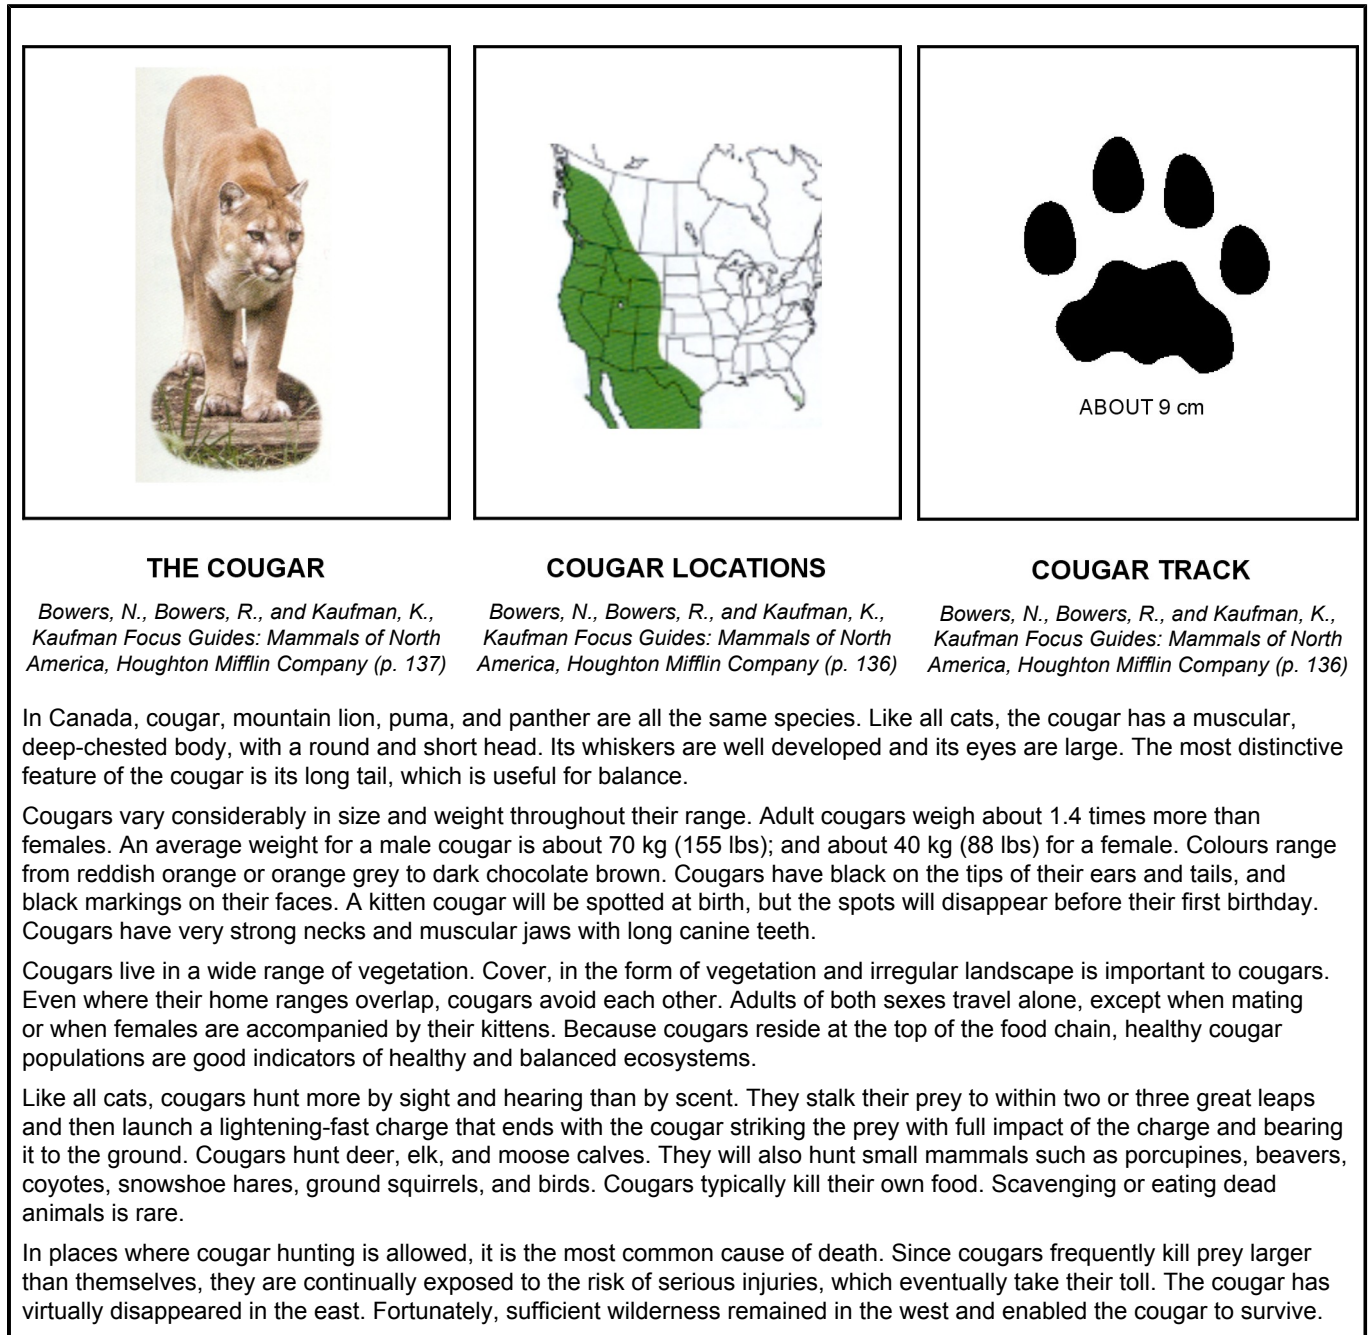 ABOUT 9 cm
THE COUGAR
Bowers, N., Bowers, R., and Kaufman, K.,
Kaufman Focus Guides: Mammals of North
America, Houghton Mifflin Company (p. 137)
COUGAR LOCATIONS
Bowers, N., Bowers, R., and Kaufman, K.,
Kaufman Focus Guides: Mammals of North
America, Houghton Mifflin Company (p. 136)
COUGAR TRACK
Bowers, N., Bowers, R., and Kaufman, K.,
Kaufman Focus Guides: Mammals of North
America, Houghton Mifflin Company (p. 136)
In Canada, cougar, mountain lion, puma, and panther are all the same species. Like all cats, the cougar has a muscular,
deep-chested body, with a round and short head. Its whiskers are well developed and its eyes are large. The most distinctive
feature of the cougar is its long tail, which is useful for balance.
Cougars vary considerably in size and weight throughout their range. Adult cougars weigh about 1.4 times more than
females. An average weight for a male cougar is about 70 kg (155 lbs); and about 40 kg (88 lbs) for a female. Colours range
from reddish orange or orange grey to dark chocolate brown. Cougars have black on the tips of their ears and tails, and
black markings on their faces. A kitten cougar will be spotted at birth, but the spots will disappear before their first birthday.
Cougars have very strong necks and muscular jaws with long canine teeth.
Cougars live in a wide range of vegetation. Cover, in the form of vegetation and irregular landscape is important to cougars.
Even where their home ranges overlap, cougars avoid each other. Adults of both sexes travel alone, except when mating
or when females are accompanied by their kittens. Because cougars reside at the top of the food chain, healthy cougar
populations are good indicators of healthy and balanced ecosystems.
Like all cats, cougars hunt more by sight and hearing than by scent. They stalk their prey to within two or three great leaps
and then launch a lightening-fast charge that ends with the cougar striking the prey with full impact of the charge and bearing
it to the ground. Cougars hunt deer, elk, and moose calves. They will also hunt small mammals such as porcupines, beavers,
coyotes, snowshoe hares, ground squirrels, and birds. Cougars typically kill their own food. Scavenging or eating dead
animals is rare.
In places where cougar hunting is allowed, it is the most common cause of death. Since cougars frequently kill prey larger
than themselves, they are continually exposed to the risk of serious injuries, which eventually take their toll. The cougar has
virtually disappeared in the east. Fortunately, sufficient wilderness remained in the west and enabled the cougar to survive.